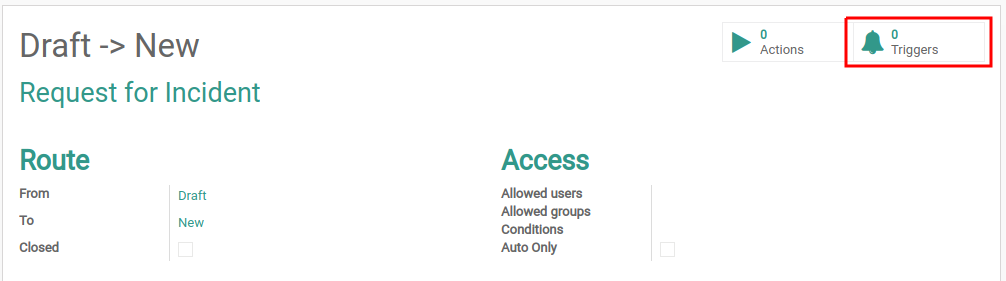 Draft -> New
0
Actions
0
Triggers
Request for Incident
Route
From
Draft
To
New
Closed
Access
Allowed users
Allowed groups
Conditions
Auto Only